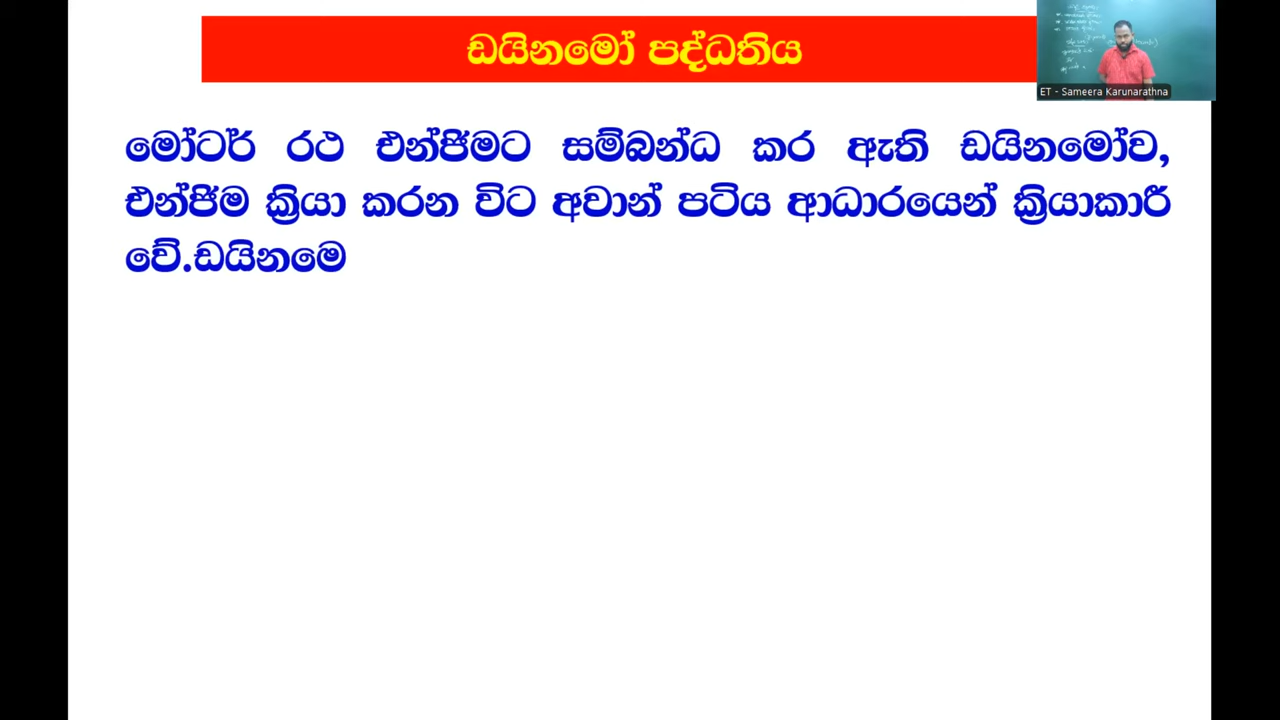 ඩයිනමෝ පද්ධතිය
ET - Sameera Karunarathna
මෝටර් රථ එන්ජිමට සම්බන්ධ කර ඇති ඩයිනමෝව,
එන්ජිම ක්‍රියා කරන විට අවාන් පටිය ආධාරයෙන් ක්‍රියාකාරී
වේ.ඩයිනමෙ